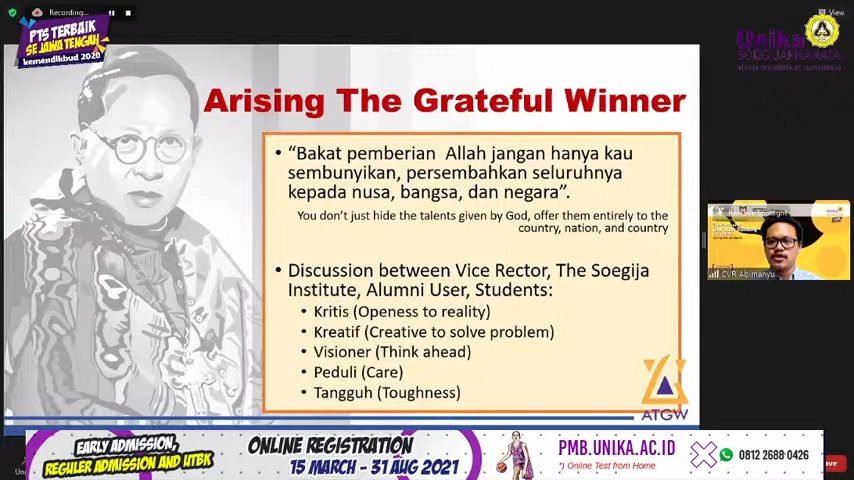 Recording...
View
PTS TERBAIK
SE JAWA TENGAH
kemendikbud 2020
Unika
SOEGIJAPRANATA
Arising The Grateful Winner
• “Bakat pemberian Allah jangan hanya kau
sembunyikan, persembahkan seluruhnya
kepada nusa, bangsa, dan negara”.
You don’t just hide the talents given by God, offer them entirely to the
country, nation, and country
• Discussion between Vice Rector, The Soegija
Institute, Alumni User, Students:
• Kritis (Openess to reality)
• Kreatif (Creative to solve problem)
• Visioner (Think ahead)
• Peduli (Care)
• Tangguh (Toughness)
ATGW
CVR Abimanyu
EARLY ADMISSION,
REGULER ADMISSION AND UTBK
ONLINE REGISTRATION
15 MARCH - 31 AUG 2021
PMB.UNIKA.AC.ID
*) Online Test from Home
0812 2688 0426